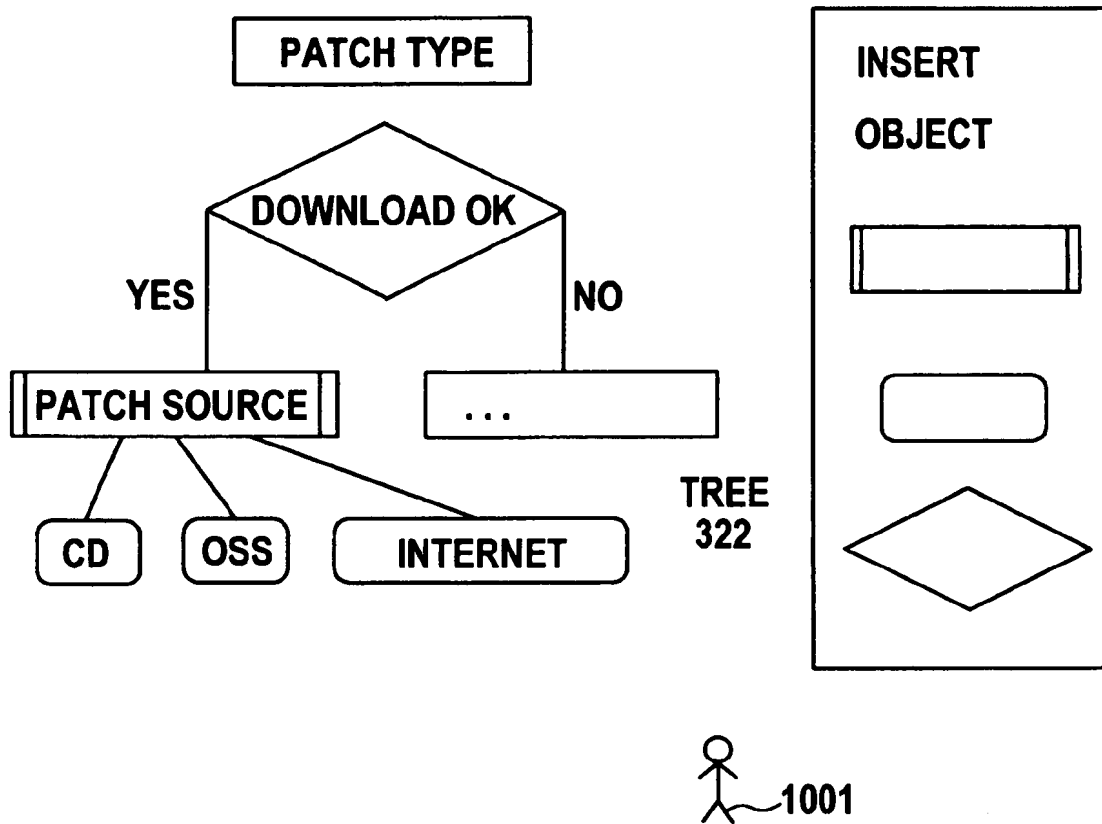 PATCH TYPE
DOWNLOAD OK
YES
NO
PATCH SOURCE
...
CD
OSS
INTERNET
TREE
322
INSERT
OBJECT
1001